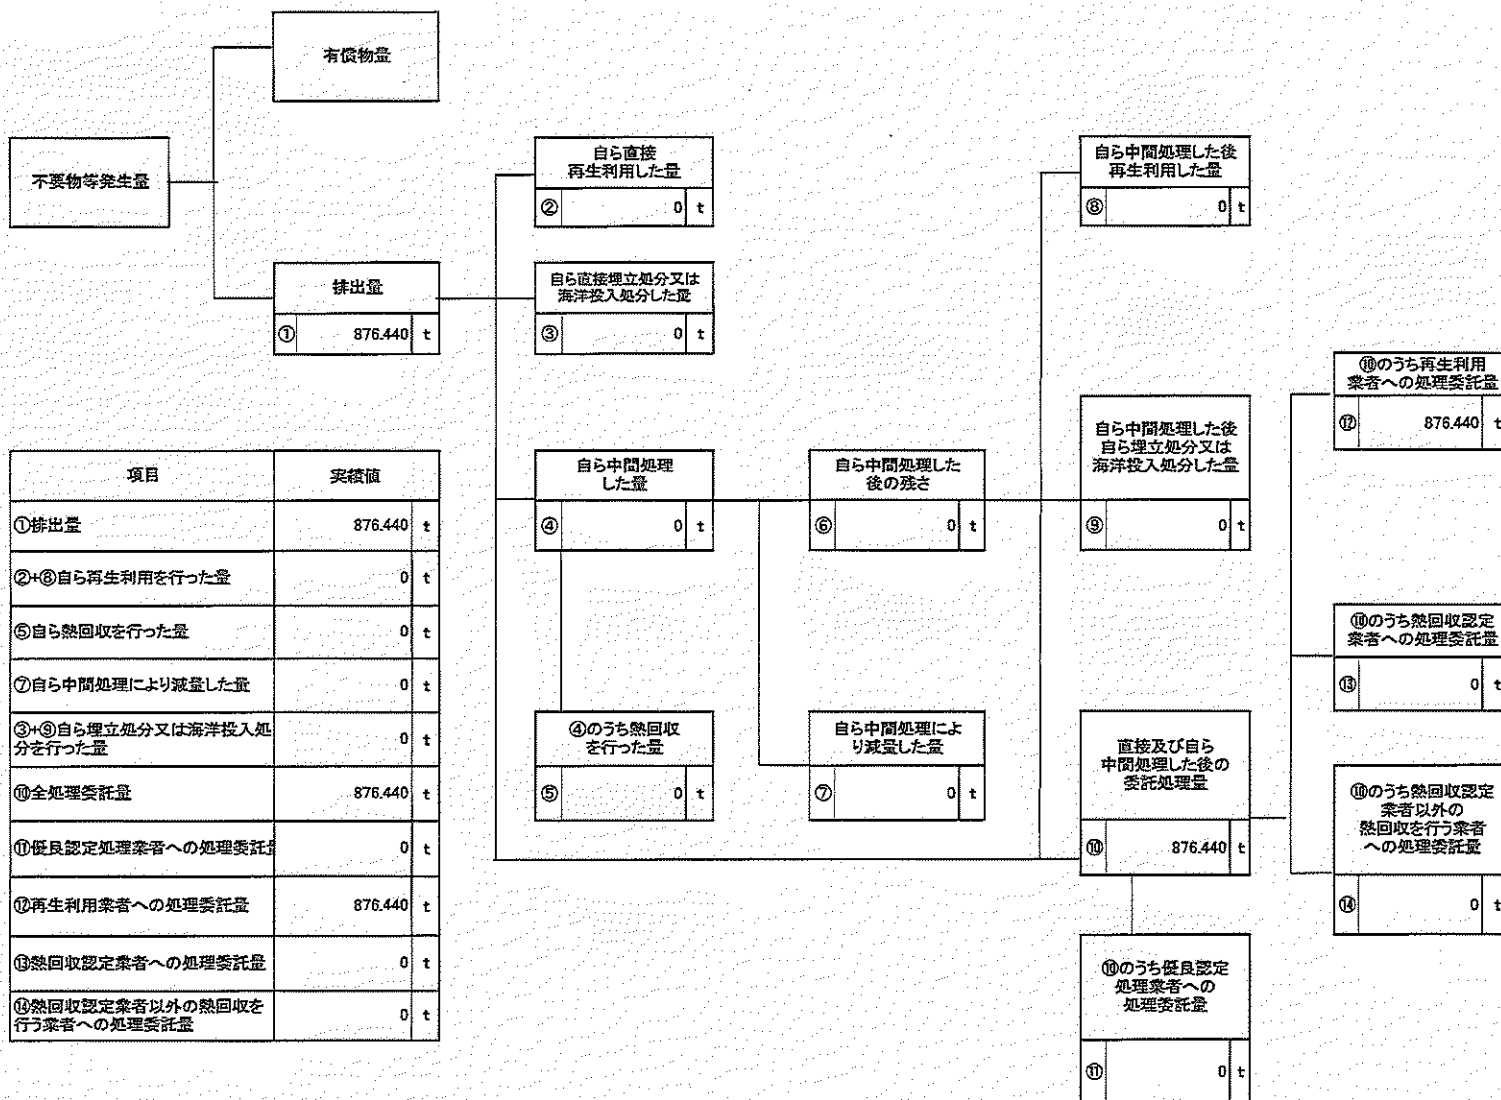 有償物量
不要物等発生量
排出量
① 876.440 t
自ら直接
再生利用した量
② 0 t
自ら直接埋立処分又は
海洋投入処分した量
③ 0 t
自ら中間処理
した量
④ 0 t
④のうち熱回収
を行った量
⑤ 0 t
自ら中間処理した
後の残さ
⑥ 0 t
自ら中間処理によ
り減量した量
⑦ 0 t
自ら中間処理した後
再生利用した量
⑧ 0 t
自ら中間処理した後
自ら埋立処分又は
海洋投入処分した量
⑨ 0 t
直接及び自ら
中間処理した後の
委託処理量
⑩ 876.440 t
⑩のうち優良認定
処理業者への
処理委託量
⑪ 0 t
⑩のうち再生利用
業者への処理委託量
⑫ 876.440 t
⑩のうち熱回収認定
業者への処理委託量
⑬ 0 t
⑩のうち熱回収認定
業者以外の
熱回収を行う業者
への処理委託量
⑭ 0 t
項目 実績値
①排出量 876.440 t
②+⑧自ら再生利用を行った量 0 t
⑤自ら熱回収を行った量 0 t
⑦自ら中間処理により減量した量 0 t
③+⑨自ら埋立処分又は海洋投入処
分を行った量 0 t
⑩全処理委託量 876.440 t
⑪優良認定処理業者への処理委託量 0 t
⑫再生利用業者への処理委託量 876.440 t
⑬熱回収認定業者への処理委託量 0 t
⑭熱回収認定業者以外の熱回収を
行う業者への処理委託量 0 t